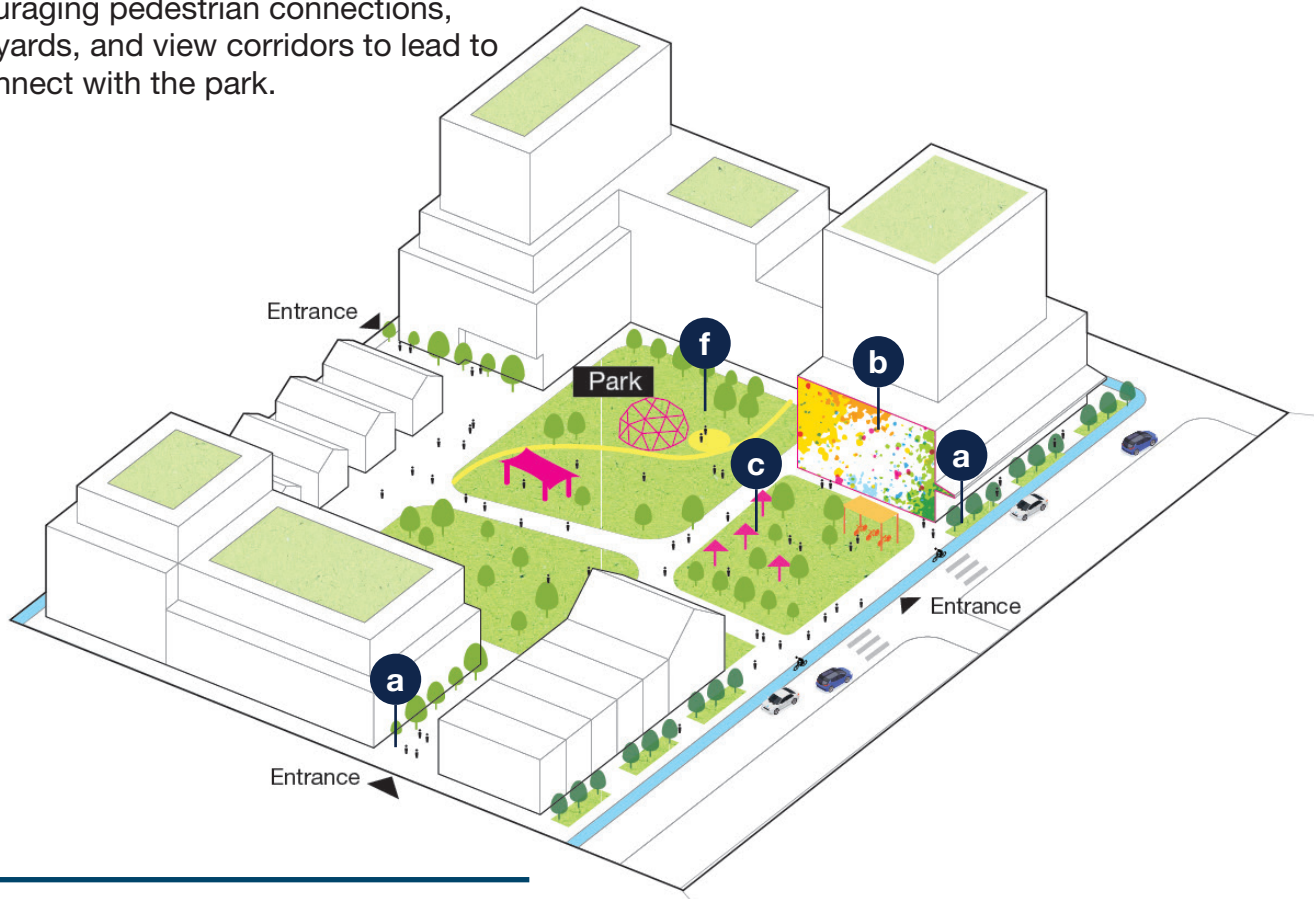 uraging pedestrian connections,
yards, and view corridors to lead to
nnect with the park.
Entrance
f
Park
b
c
a
Entrance
a
Entrance